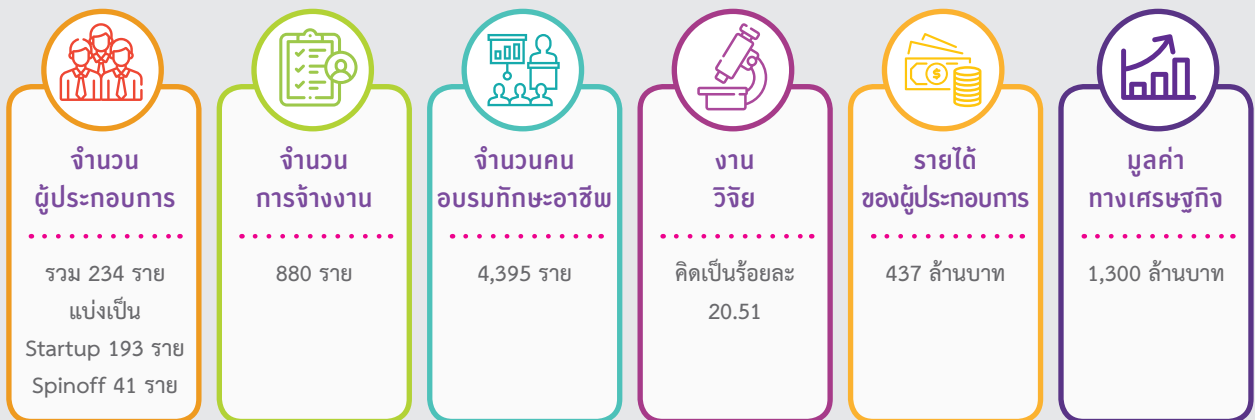 จำนวน
ผู้ประกอบการ
รวม 234 ราย
แบ่งเป็น
Startup 193 ราย
Spinoff 41 ราย
จำนวน
การจ้างงาน
880 ราย
จำนวนคน
อบรมทักษะอาชีพ
4,395 ราย
งาน
วิจัย
คิดเป็นร้อยละ
20.51
รายได้
ของผู้ประกอบการ
437 ล้านบาท
มูลค่า
ทางเศรษฐกิจ
1,300 ล้านบาท